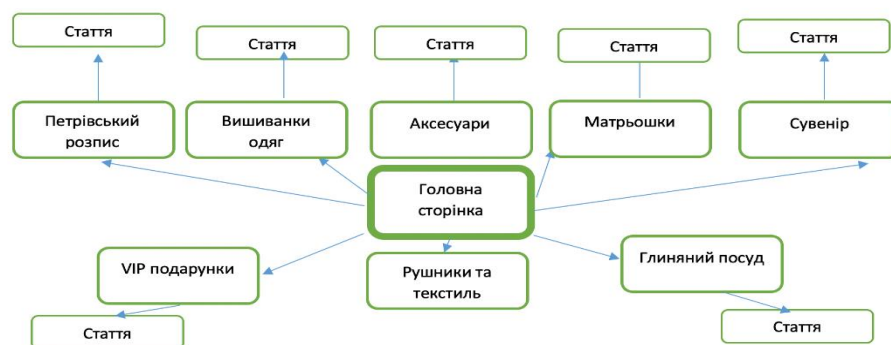 Стаття
Стаття
Стаття
Стаття
Стаття
Петрівський
розпис
Вишиванки
одяг
Аксесуари
Матрьошки
Сувенір
Головна
сторінка
VIP подарунки
Рушники та
текстиль
Глиняний посуд
Стаття
Стаття